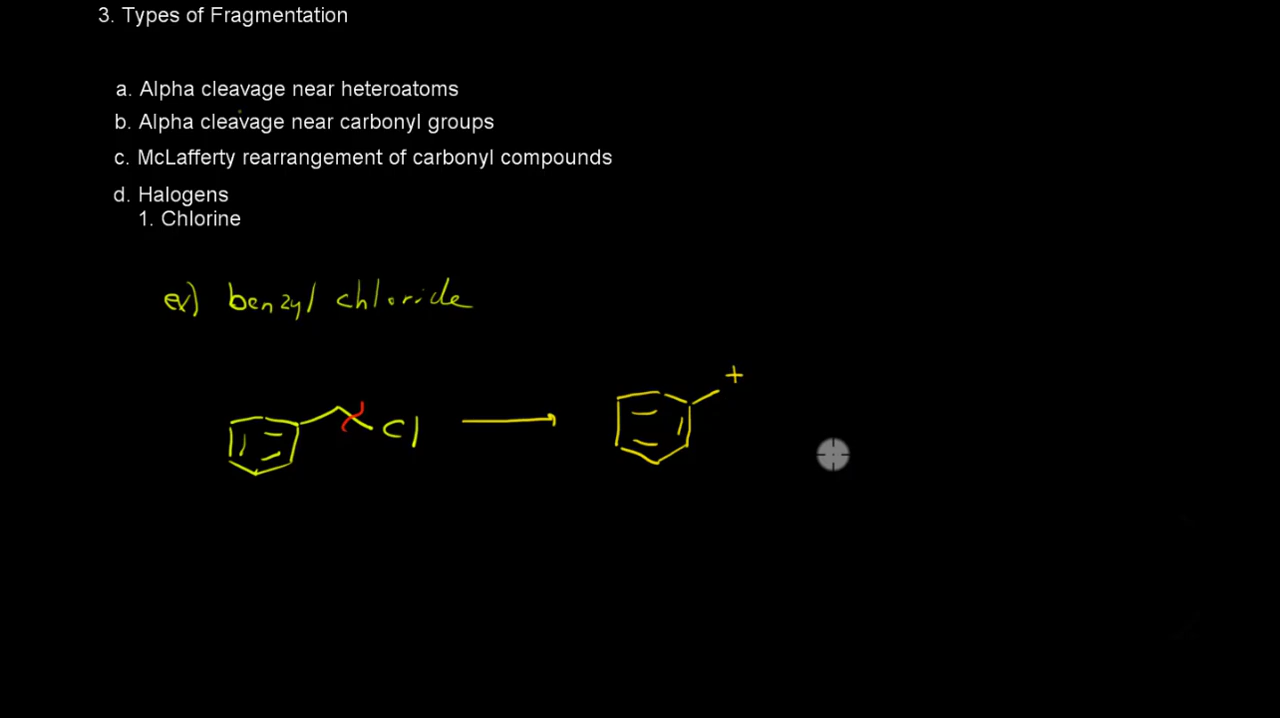 3. Types of Fragmentation
a. Alpha cleavage near heteroatoms
b. Alpha cleavage near carbonyl groups
c. McLafferty rearrangement of carbonyl compounds
d. Halogens
1. Chlorine
ex) benzyl chloride
+
Cl